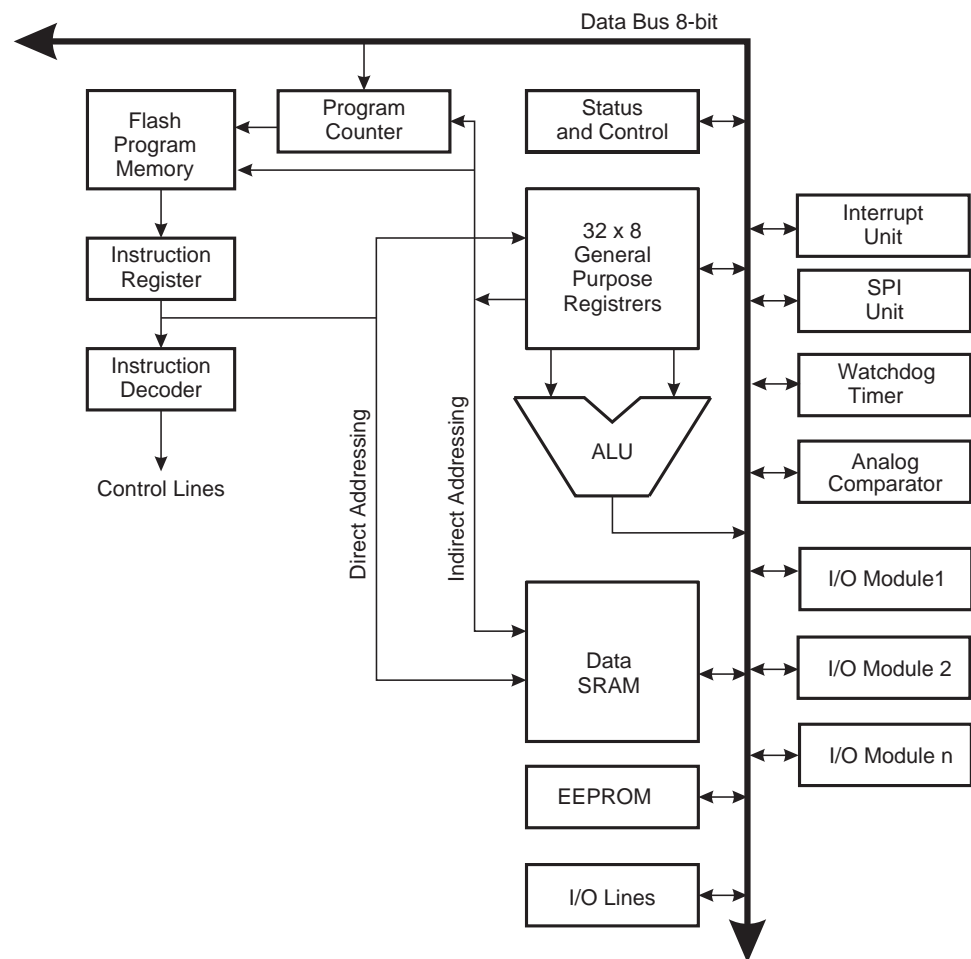 Data Bus 8-bit
Flash
Program
Memory
Program
Counter
Status
and Control
32 x 8
General
Purpose
Registrers
Interrupt
Unit
Instruction
Register
SPI
Unit
Instruction
Decoder
Watchdog
Timer
Control Lines
Direct Addressing
Indirect Addressing
ALU
Analog
Comparator
I/O Module1
Data
SRAM
I/O Module 2
I/O Module n
EEPROM
I/O Lines